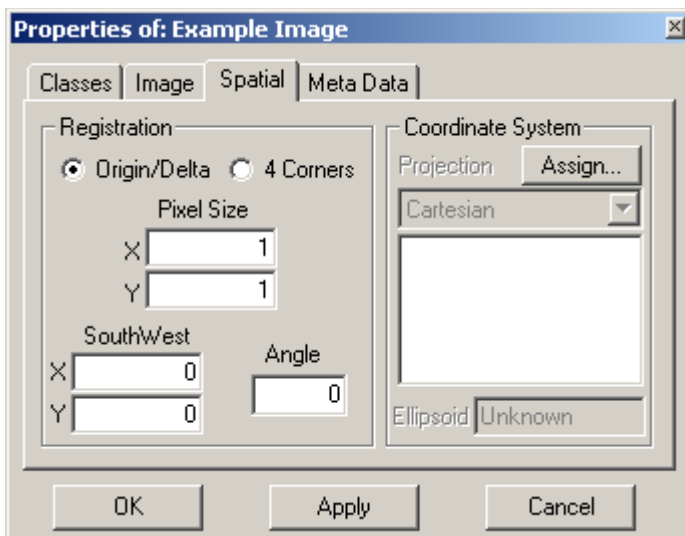 Properties of: Example Image
Classes Image Spatial Meta Data
Registration
Origin/Delta 4 Corners
Pixel Size
X 1
Y 1
SouthWest
X 0
Y 0
Angle
0
Coordinate System
Projection Assign...
Cartesian
Ellipsoid Unknown
OK Apply Cancel